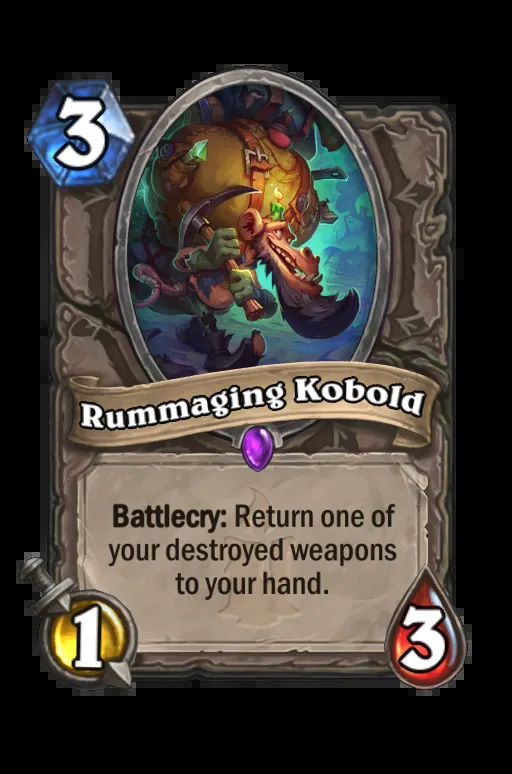 3
Rummaging Kobold
Battlecry: Return one of
your destroyed weapons
to your hand.
1
3